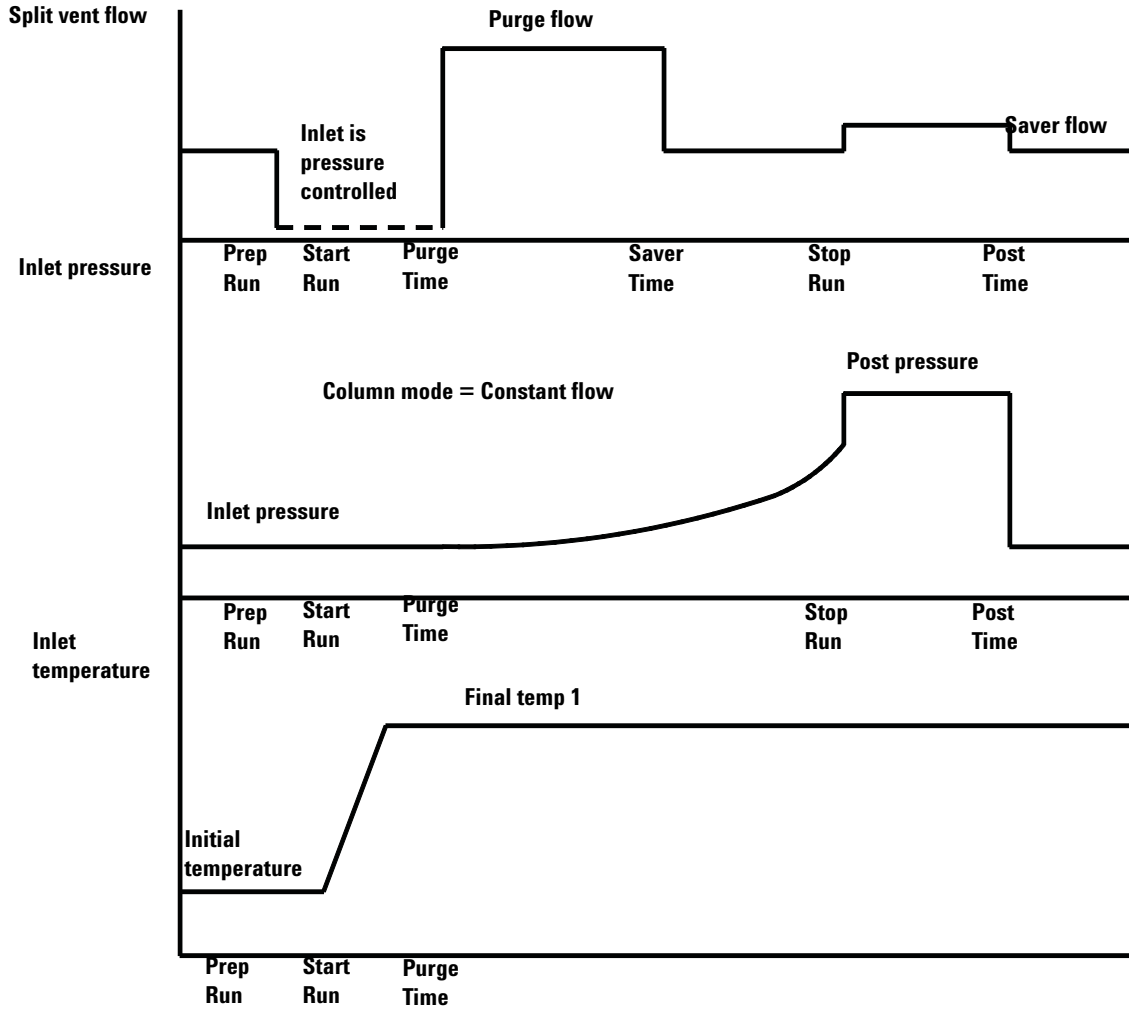 Split vent flow
Purge flow
Inlet is
pressure
controlled
Saver flow
Prep
Run
Start
Run
Purge
Time
Saver
Time
Stop
Run
Post
Time
Inlet pressure
Post pressure
Column mode = Constant flow
Inlet pressure
Prep
Run
Start
Run
Purge
Time
Stop
Run
Post
Time
Inlet
temperature
Final temp 1
Initial
temperature
Prep
Run
Start
Run
Purge
Time